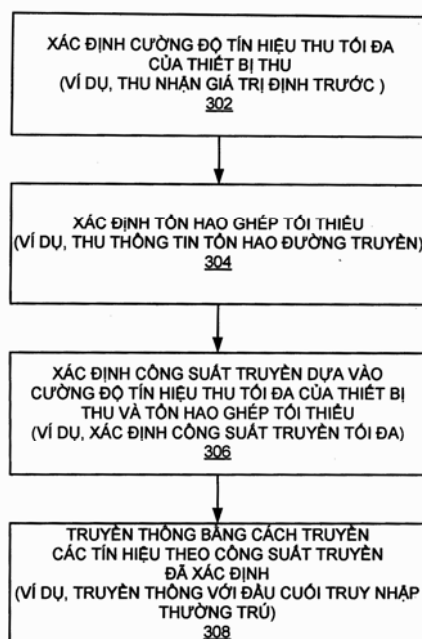 XÁC ĐỊNH CƯỜNG ĐỘ TÍN HIỆU THU TỐI ĐA
CỦA THIẾT BỊ THU
(VÍ DỤ, THU NHẬN GIÁ TRỊ ĐỊNH TRƯỚC )
302
XÁC ĐỊNH TỔN HAO GHÉP TỐI THIỂU
(VÍ DỤ, THU THÔNG TIN TỔN HAO ĐƯỜNG TRUYỀN)
304
XÁC ĐỊNH CÔNG SUẤT TRUYỀN DỰA VÀO
CƯỜNG ĐỘ TÍN HIỆU THU TỐI ĐA CỦA THIẾT BỊ
THU VÀ TỔN HAO GHÉP TỐI THIỂU
(VÍ DỤ, XÁC ĐỊNH CÔNG SUẤT TRUYỀN TỐI ĐA)
306
TRUYỀN THÔNG BẰNG CÁCH TRUYỀN
CÁC TÍN HIỆU THEO CÔNG SUẤT TRUYỀN
ĐÃ XÁC ĐỊNH
(VÍ DỤ, TRUYỀN THÔNG VỚI ĐẦU CUỐI TRUY NHẬP
THƯỜNG TRÚ)
308